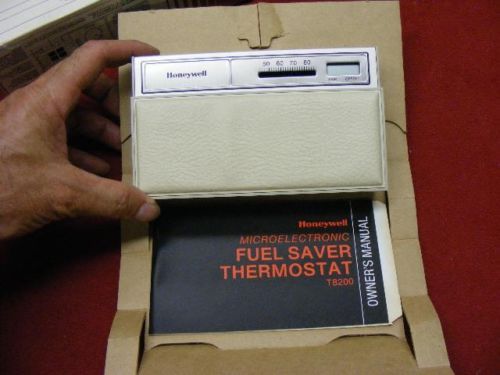 Honeywell
50 60 70 80
Honeywell
MICROELECTRONIC
FUEL SAVER
THERMOSTAT
T8200
OWNER'S MANUAL